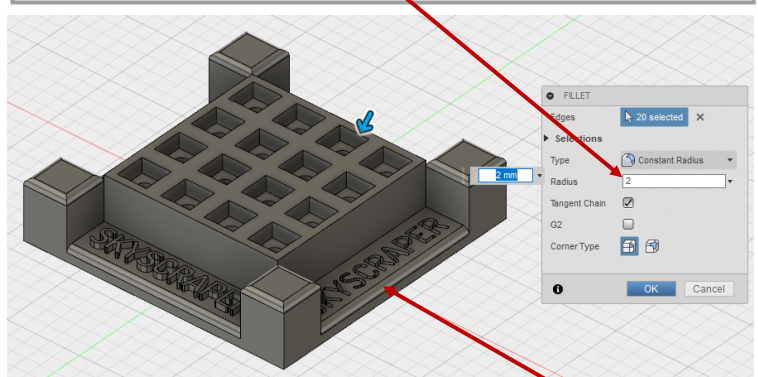 FILLET
Edges 20 selected
Selections
Type Constant Radius
2 mm
Radius 2
Tangent Chain
G2
Corner Type
OK Cancel
SKYSCRAPER
SKYSCRAPER